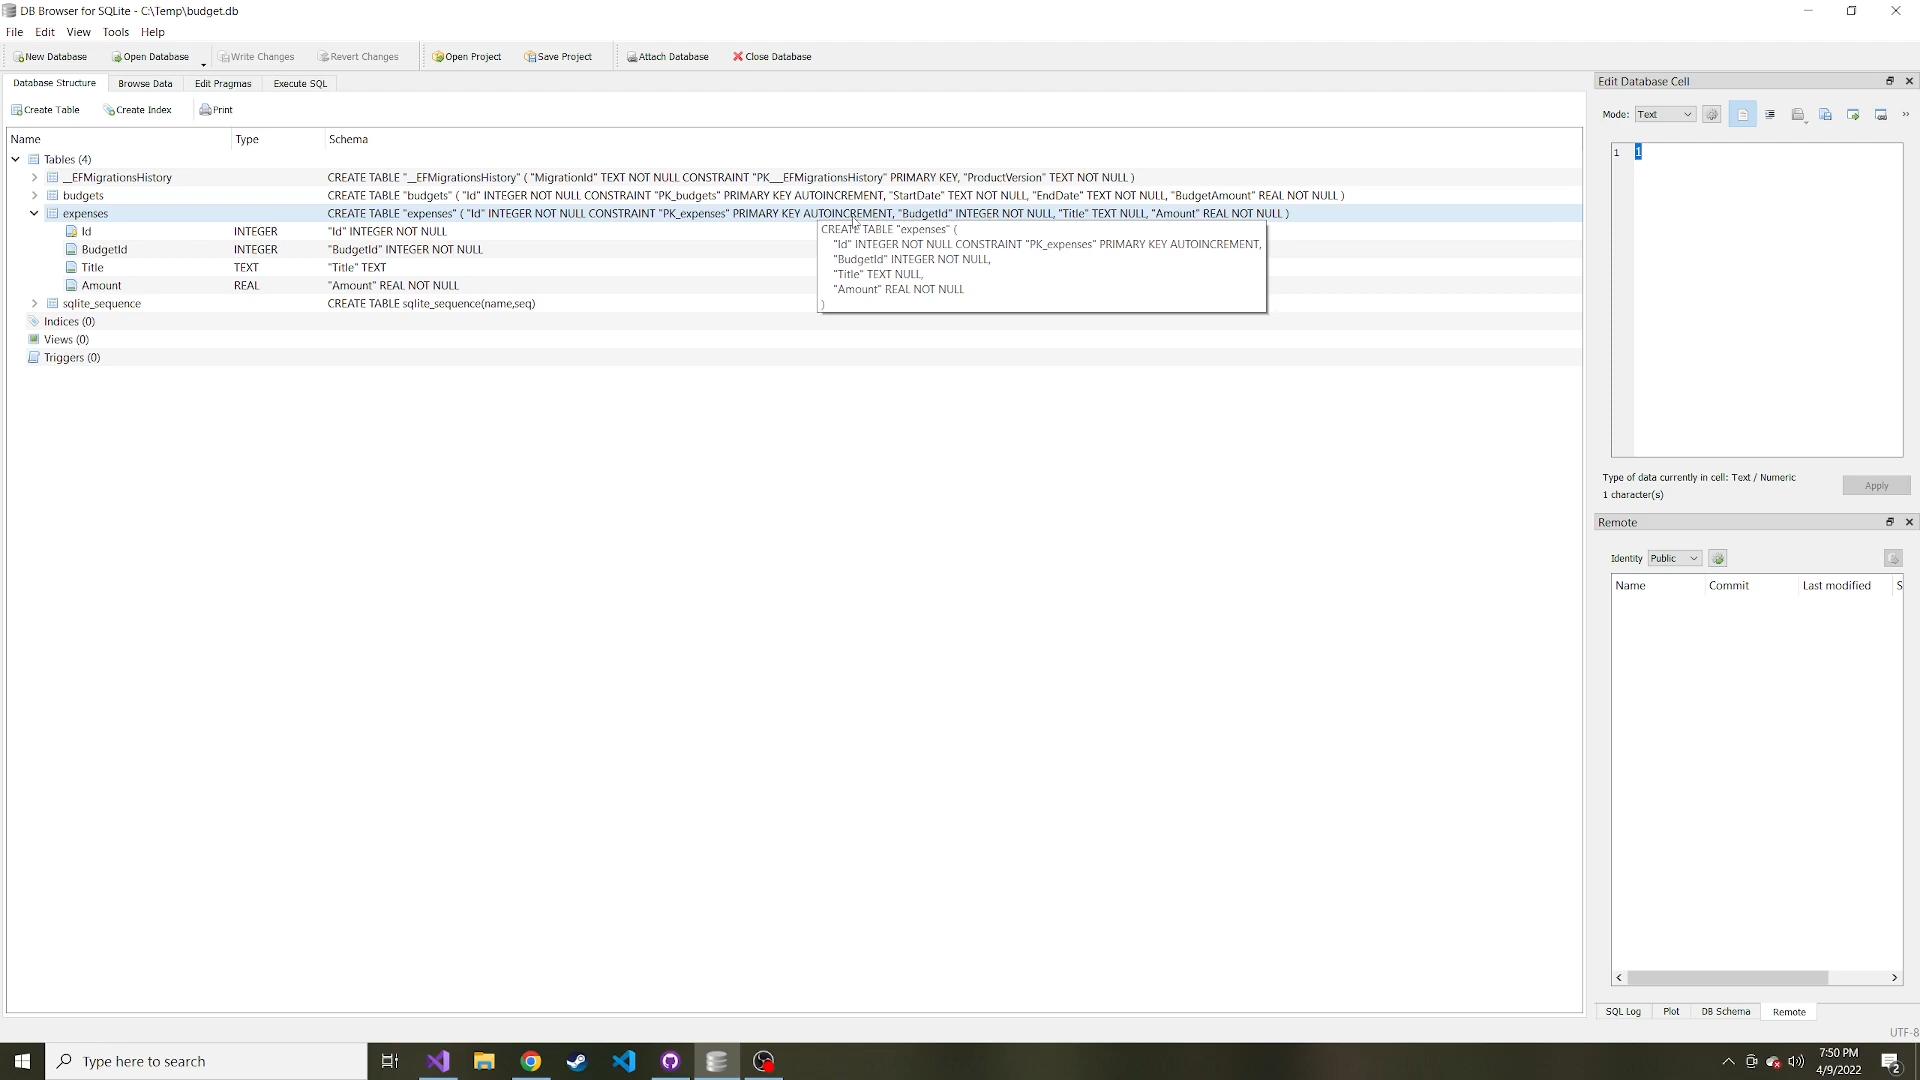 DB Browser for SQLite - C:\Temp\budget.db
File Edit View Tools Help
New Database Open Database Write Changes Revert Changes Open Project Save Project Attach Database Close Database
Database Structure Browse Data Edit Pragmas Execute SQL
Create Table Create Index Print
Name Type Schema
Tables (4)
__EFMigrationsHistory CREATE TABLE "__EFMigrationsHistory" ( "MigrationId" TEXT NOT NULL CONSTRAINT "PK___EFMigrationsHistory" PRIMARY KEY, "ProductVersion" TEXT NOT NULL )
budgets CREATE TABLE "budgets" ( "Id" INTEGER NOT NULL CONSTRAINT "PK_budgets" PRIMARY KEY AUTOINCREMENT, "StartDate" TEXT NOT NULL, "EndDate" TEXT NOT NULL, "BudgetAmount" REAL NOT NULL )
expenses CREATE TABLE "expenses" ( "Id" INTEGER NOT NULL CONSTRAINT "PK_expenses" PRIMARY KEY AUTOINCREMENT, "BudgetId" INTEGER NOT NULL, "Title" TEXT NULL, "Amount" REAL NOT NULL )
Id INTEGER "Id" INTEGER NOT NULL
BudgetId INTEGER "BudgetId" INTEGER NOT NULL
Title TEXT "Title" TEXT
Amount REAL "Amount" REAL NOT NULL
sqlite_sequence CREATE TABLE sqlite_sequence(name,seq)
Indices (0)
Views (0)
Triggers (0)
CREATE TABLE "expenses" (
"Id" INTEGER NOT NULL CONSTRAINT "PK_expenses" PRIMARY KEY AUTOINCREMENT,
"BudgetId" INTEGER NOT NULL,
"Title" TEXT NULL,
"Amount" REAL NOT NULL
)
Edit Database Cell
Mode: Text
1 1
Type of data currently in cell: Text / Numeric
1 character(s)
Apply
Remote
Identity Public
Name Commit Last modified S
SQL Log Plot DB Schema Remote
UTF-8
Type here to search
7:50 PM
4/9/2022
2